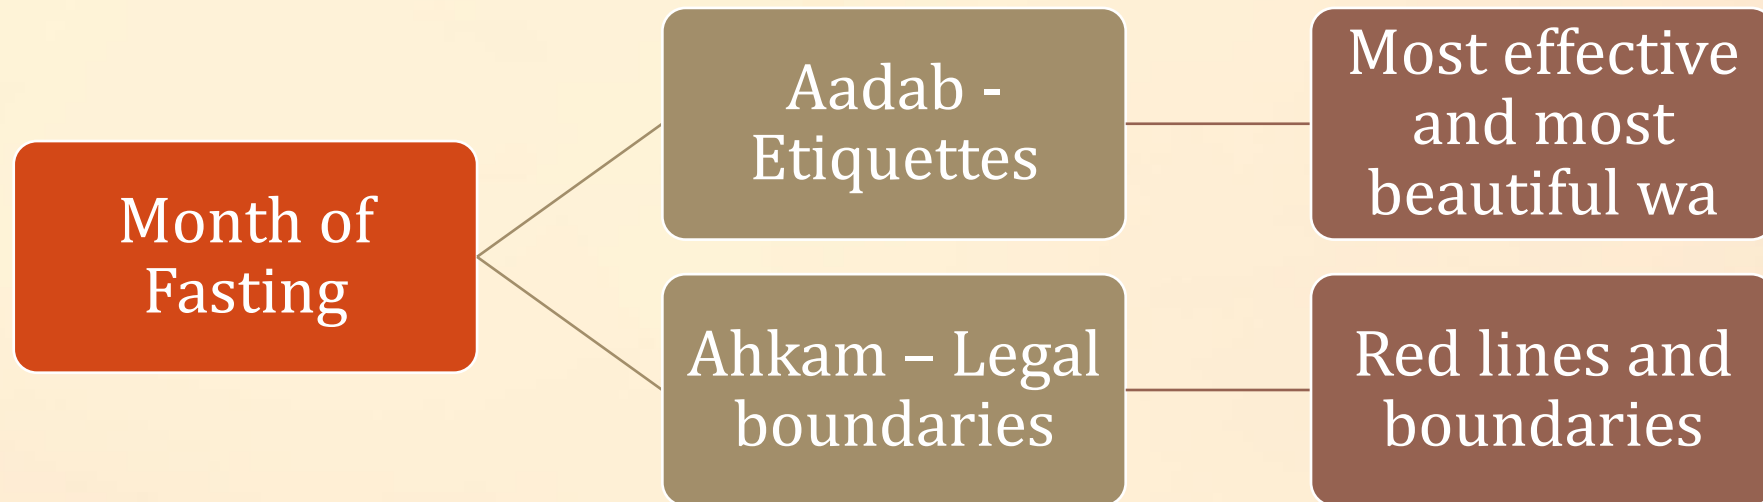 Month of
Fasting
Aadab -
Etiquettes
Ahkam – Legal
boundaries
Most effective
and most
beautiful wa
Red lines and
boundaries